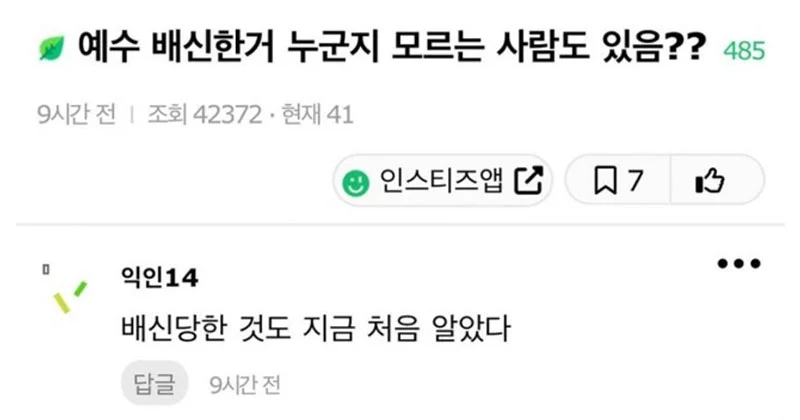 예수 배신한거 누군지 모르는 사람도 있음?? 485
9시간 전 | 조회 42372 · 현재 41
인스티즈앱 7
익인14
배신당한 것도 지금 처음 알았다
답글 9시간 전